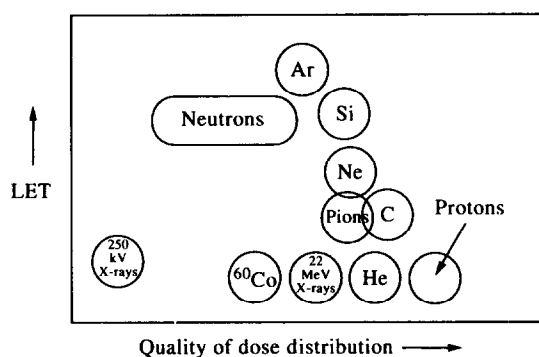 Ar
Neutrons
Si
Ne
LET
Pions
C
Protons
250
kV
X-rays
60Co
22
MeV
X-rays
He
Quality of dose distribution